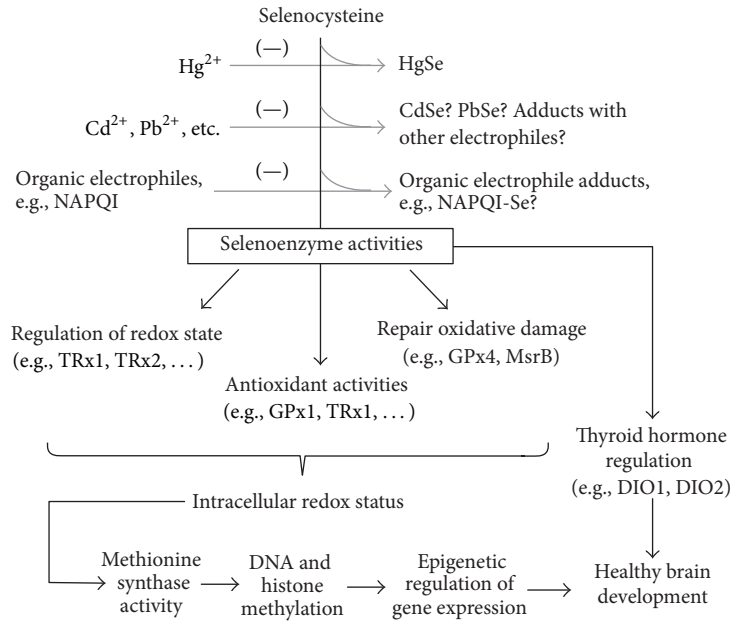 Selenocysteine
Hg²⁺
(—)
HgSe
Cd²⁺, Pb²⁺, etc.
(—)
CdSe? PbSe? Adducts with
other electrophiles?
Organic electrophiles,
e.g., NAPQI
(—)
Organic electrophile adducts,
e.g., NAPQI-Se?
Selenoenzyme activities
Regulation of redox state
(e.g., TRx1, TRx2, . . . )
Repair oxidative damage
(e.g., GPx4, MsrB)
Antioxidant activities
(e.g., GPx1, TRx1, . . . )
Thyroid hormone
regulation
(e.g., DIO1, DIO2)
Intracellular redox status
Methionine
synthase
activity
DNA and
histone
methylation
Epigenetic
regulation of
gene expression
Healthy brain
development